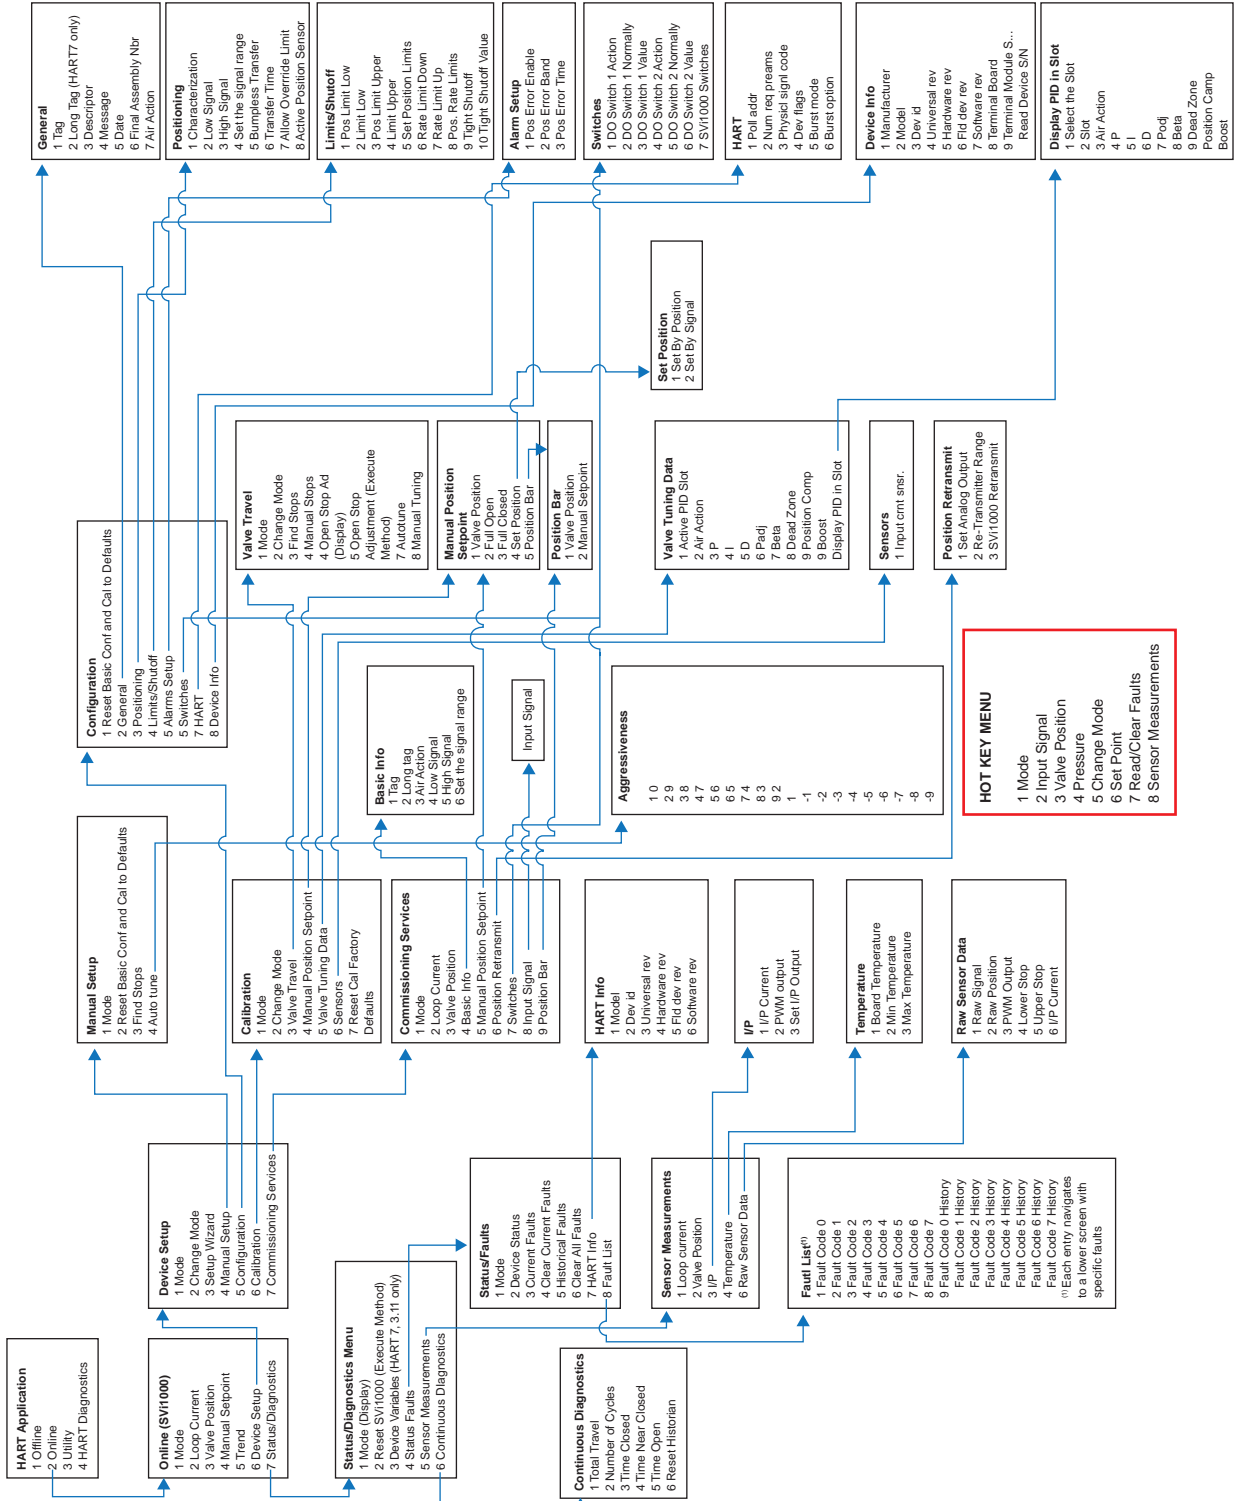 HART Application
1 Offline
2 Online
3 Utility
4 HART Diagnostics
Online (SVi1000)
1 Mode
2 Loop Current
3 Valve Position
4 Manual Setpoint
5 Trend
6 Device Setup
7 Status/Diagnostics
Status/Diagnostics Menu
1 Mode (Display)
2 Reset SVi1000 (Execute Method)
3 Device Variables (HART 7, 3.11 only)
4 Status Faults
5 Sensor Measurements
6 Continuous DIagnostics
Continuous Diagnostics
1 Total Travel
2 Number of Cycles
3 Time Closed
4 Time Near Closed
5 Time Open
6 Reset Historian
Device Setup
1 Mode
2 Change Mode
3 Setup Wizard
4 Manual Setup
5 Configuration
6 Calibration
7 Commissioning Services
Status/Faults
1 Mode
2 Device Status
3 Current Faults
4 Clear Current Faults
5 Historical Faults
6 Clear All Faults
7 HART Info
8 Fault List
Sensor Measurements
1 Loop current
2 Valve Position
3 I/P
4 Temperature
6 Raw Sensor Data
Fautl List(1)
1 Fault Code 0
2 Fault Code 1
3 Fault Code 2
4 Fault Code 3
5 Fault Code 4
6 Fault Code 5
7 Fault Code 6
8 Fault Code 7
9 Fault Code 0 History
Fault Code 1 History
Fault Code 2 History
Fault Code 3 History
Fault Code 4 History
Fault Code 5 History
Fault Code 6 History
Fault Code 7 History
(1) Each entry navigates
to a lower screen with
specific faults
Manual Setup
1 Mode
2 Reset Basic Conf and Cal to Defaults
3 Find Stops
4 Auto tune
Calibration
1 Mode
2 Change Mode
3 Valve Travel
4 Manual Position Setpoint
5 Valve Tuning Data
6 Sensors
7 Reset Cal Factory
Defaults
Commissioning Services
1 Mode
2 Loop Current
3 Valve Position
4 Basic Info
5 Manual Position Setpoint
6 Position Retransmit
7 Switches
8 Input Signal
9 Position Bar
HART Info
1 Model
2 Dev id
3 Universal rev
4 Hardware rev
5 Fld dev rev
6 Software rev
I/P
1 I/P Current
2 PWM output
3 Set I/P Output
Temperature
1 Board Temperature
2 Min Temperature
3 Max Temperature
Raw Sensor Data
1 Raw Signal
2 Raw Position
3 PWM Output
4 Lower Stop
5 Upper Stop
6 I/P Current
Configuration
1 Reset Basic Conf and Cal to Defaults
2 General
3 Positioning
4 Limits/Shutoff
5 Alarms Setup
5 Switches
7 HART
8 Device Info
Basic Info
1 Tag
2 Long tag
3 Air Action
4 Low Signal
5 High Signal
6 Set the signal range
Input Signal
Aggressiveness
1 0
2 9
3 8
4 7
5 6
6 5
7 4
8 3
9 2
1
-1
-2
-3
-4
-5
-6
-7
-8
-9
HOT KEY MENU
1 Mode
2 Input Signal
3 Valve Position
4 Pressure
5 Change Mode
6 Set Point
7 Read/Clear Faults
8 Sensor Measurements
Valve Travel
1 Mode
2 Change Mode
3 Find Stops
4 Manual Stops
4 Open Stop Ad
(Display)
5 Open Stop
Adjustment (Execute
Method)
7 Autotune
8 Manual Tuning
Manual Position
Setpoint
1 Valve Position
2 Full Open
3 Full Closed
4 Set Position
5 Position Bar
Position Bar
1 Valve Position
2 Manual Setpoint
Valve Tuning Data
1 Active PID Slot
2 Air Action
3 P
4 I
5 D
6 Padj
7 Beta
8 Dead Zone
9 Position Comp
9 Boost
Display PID in Slot
Sensors
1 Input crnt snsr.
Position Retransmit
1 Set Analog Output
2 Re-Transmitter Range
3 SVi1000 Retransmit
Set Position
1 Set By Position
2 Set By Signal
General
1 Tag
2 Long Tag (HART7 only)
3 Descriptor
4 Message
5 Date
6 Final Assembly Nbr
7 Air Action
Positioning
1 Characterization
2 Low Signal
3 High Signal
4 Set the signal range
5 Bumpless Transfer
6 Transfer Time
7 Allow Overrride Limit
8 Active Position Sensor
Limits/Shutoff
1 Pos Limit Low
2 Limit Low
3 Pos Limit Upper
4 Limit Upper
5 Set Position Limits
6 Rate Limit Down
7 Rate Limit Up
8 Pos. Rate Limits
9 Tight Shutoff
10 Tight Shutoff Value
Alarm Setup
1 Pos Error Enable
2 Pos Error Band
3 Pos Error Time
Switches
1 DO Switch 1 Action
2 DO Switch 1 Normally
3 DO Switch 1 Value
4 DO Switch 2 Action
5 DO Switch 2 Normally
6 DO Switch 2 Value
7 SVI1000 Switches
HART
1 Poll addr
2 Num req preams
3 Physicl signl code
4 Dev flags
5 Burst mode
6 Burst option
Device Info
1 Manufacturer
2 Model
3 Dev id
4 Universal rev
5 Hardware rev
6 Fld dev rev
7 Software rev
8 Terminal Board
9 Terminal Module S...
Read Device S/N
Display PID in Slot
1 Select the Slot
2 Slot
3 Air Action
4 P
5 I
6 D
7 Podj
8 Beta
9 Dead Zone
Position Camp
Boost